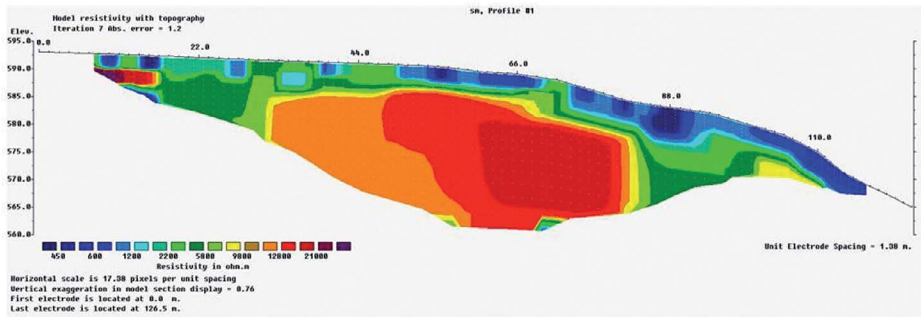 sm, Profile #1
Model resistivity with topography
Iteration 7 Abs. error = 1.2
Elev.
595.0
0.0
22.0
44.0
66.0
88.0
110.0
590.0
585.0
580.0
575.0
570.0
565.0
560.0
450 600 1200 2200 5800 9800 12800 21000
Resistivity in ohm.m
Unit Electrode Spacing = 1.38 m.
Horizontal scale is 17.38 pixels per unit spacing
Vertical exaggeration in model section display = 0.76
First electrode is located at 0.0 m.
Last electrode is located at 126.5 m.